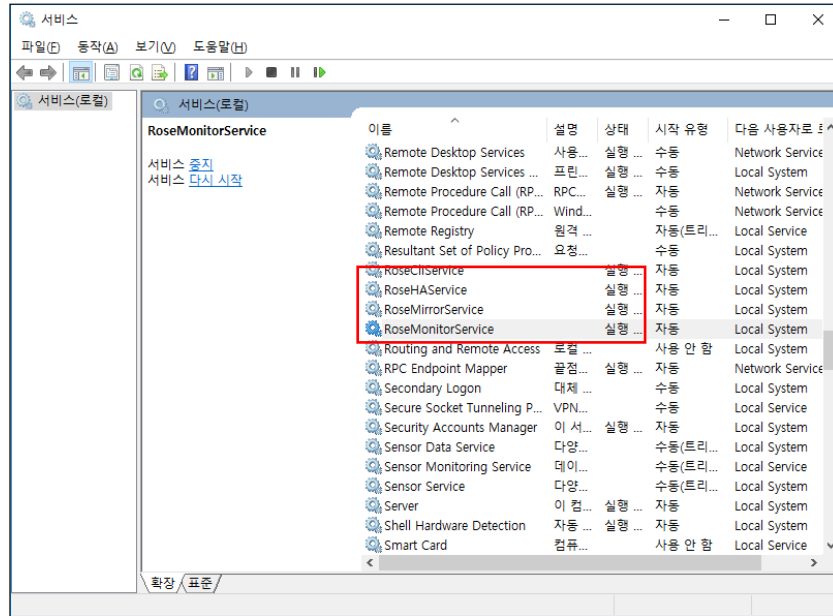 서비스
파일(F) 동작(A) 보기(V) 도움말(H)
서비스(로컬)
서비스(로컬)
RoseMonitorService
서비스 중지
서비스 다시 시작
이름 설명 상태 시작 유형 다음 사용자로
Remote Desktop Services 사용... 실행 ... 수동 Network Service
Remote Desktop Services ... 프린... 실행 ... 수동 Local System
Remote Procedure Call (RP... RPC... 실행 ... 자동 Network Service
Remote Procedure Call (RP... Wind... 수동 Network Service
Remote Registry 원격 ... 자동(트리... Local Service
Resultant Set of Policy Pro... 요청... 수동 Local System
RoseCliService 실행 ... 자동 Local System
RoseHAService 실행 ... 자동 Local System
RoseMirrorService 실행 ... 자동 Local System
RoseMonitorService 실행 ... 자동 Local System
Routing and Remote Access 로컬 ... 사용 안 함 Local System
RPC Endpoint Mapper 끝점... 실행 ... 자동 Network Service
Secondary Logon 대체 ... 수동 Local System
Secure Socket Tunneling P... VPN... 수동 Local Service
Security Accounts Manager 이 서... 실행 ... 자동 Local System
Sensor Data Service 다양... 수동(트리... Local System
Sensor Monitoring Service 데이... 수동(트리... Local Service
Sensor Service 다양... 수동(트리... Local System
Server 이 컴... 실행 ... 자동 Local System
Shell Hardware Detection 자동 ... 실행 ... 자동 Local System
Smart Card 컴퓨... 사용 안 함 Local Service
확장 표준